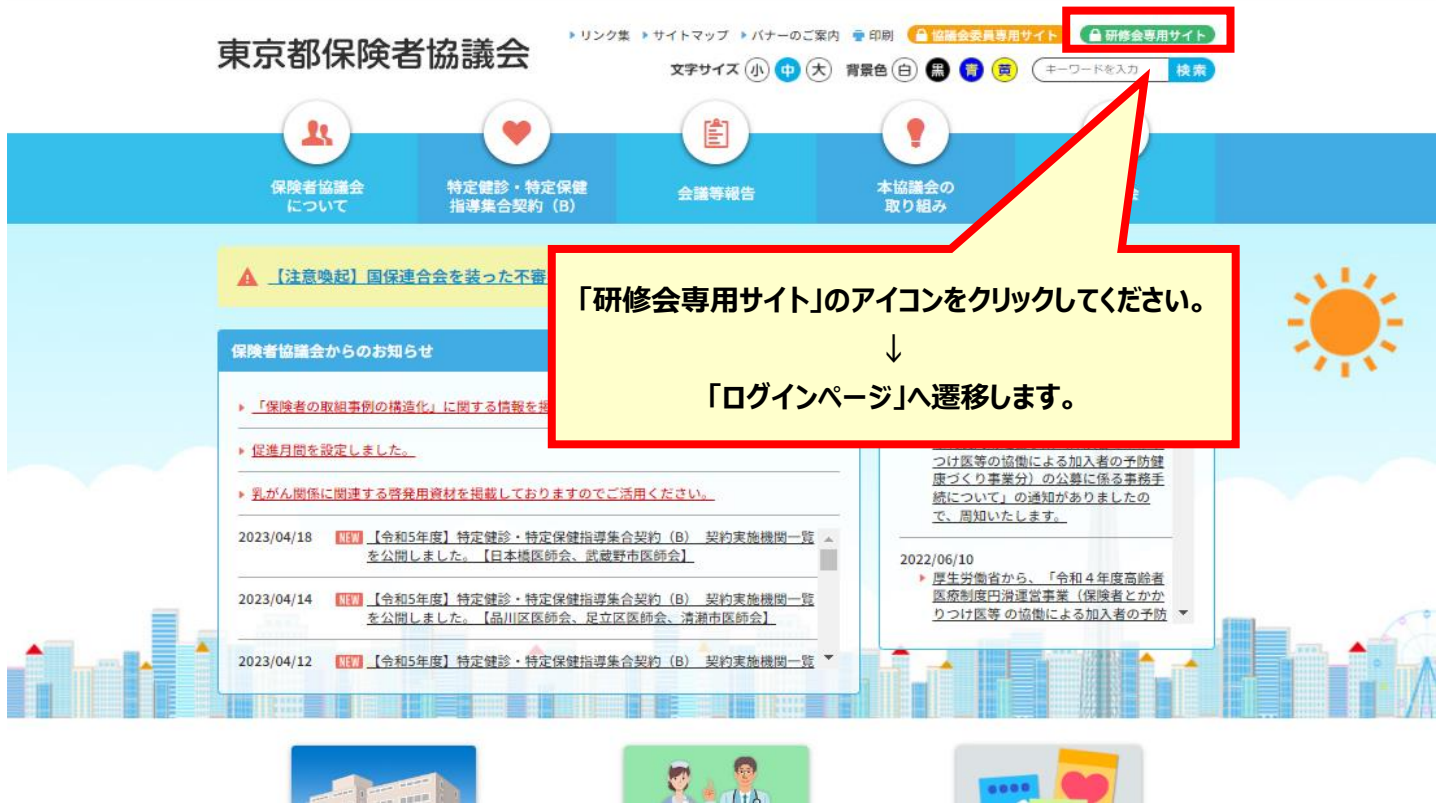 リンク集 サイトマップ バナーのご案内 印刷 協議会委員専用サイト 研修会専用サイト
東京都保険者協議会
文字サイズ 小 中 大 背景色 白 黒 青 黄 キーワードを入力 検索
保険者協議会
について
特定健診・特定保健
指導集合契約（B）
会議等報告
本協議会の
取り組み
【注意喚起】国保連合会を装った不審
「研修会専用サイト」のアイコンをクリックしてください。
↓
「ログインページ」へ遷移します。
保険者協議会からのお知らせ
「保険者の取組事例の構造化」に関する情報を掲
促進月間を設定しました。
乳がん関係に関連する啓発用資材を掲載しておりますのでご活用ください。
2023/04/18 NEW 【令和5年度】特定健診・特定保健指導集合契約（B） 契約実施機関一覧
を公開しました。【日本橋医師会、武蔵野市医師会】
2023/04/14 NEW 【令和5年度】特定健診・特定保健指導集合契約（B） 契約実施機関一覧
を公開しました。【品川区医師会、足立区医師会、清瀬市医師会】
2023/04/12 NEW 【令和5年度】特定健診・特定保健指導集合契約（B） 契約実施機関一覧
つけ医等の協働による加入者の予防健
康づくり事業分）の公募に係る事務手
続について」の通知がありましたの
で、周知いたします。
2022/06/10
厚生労働省から、「令和４年度高齢者
医療制度円滑運営事業（保険者とかか
りつけ医等 の協働による加入者の予防